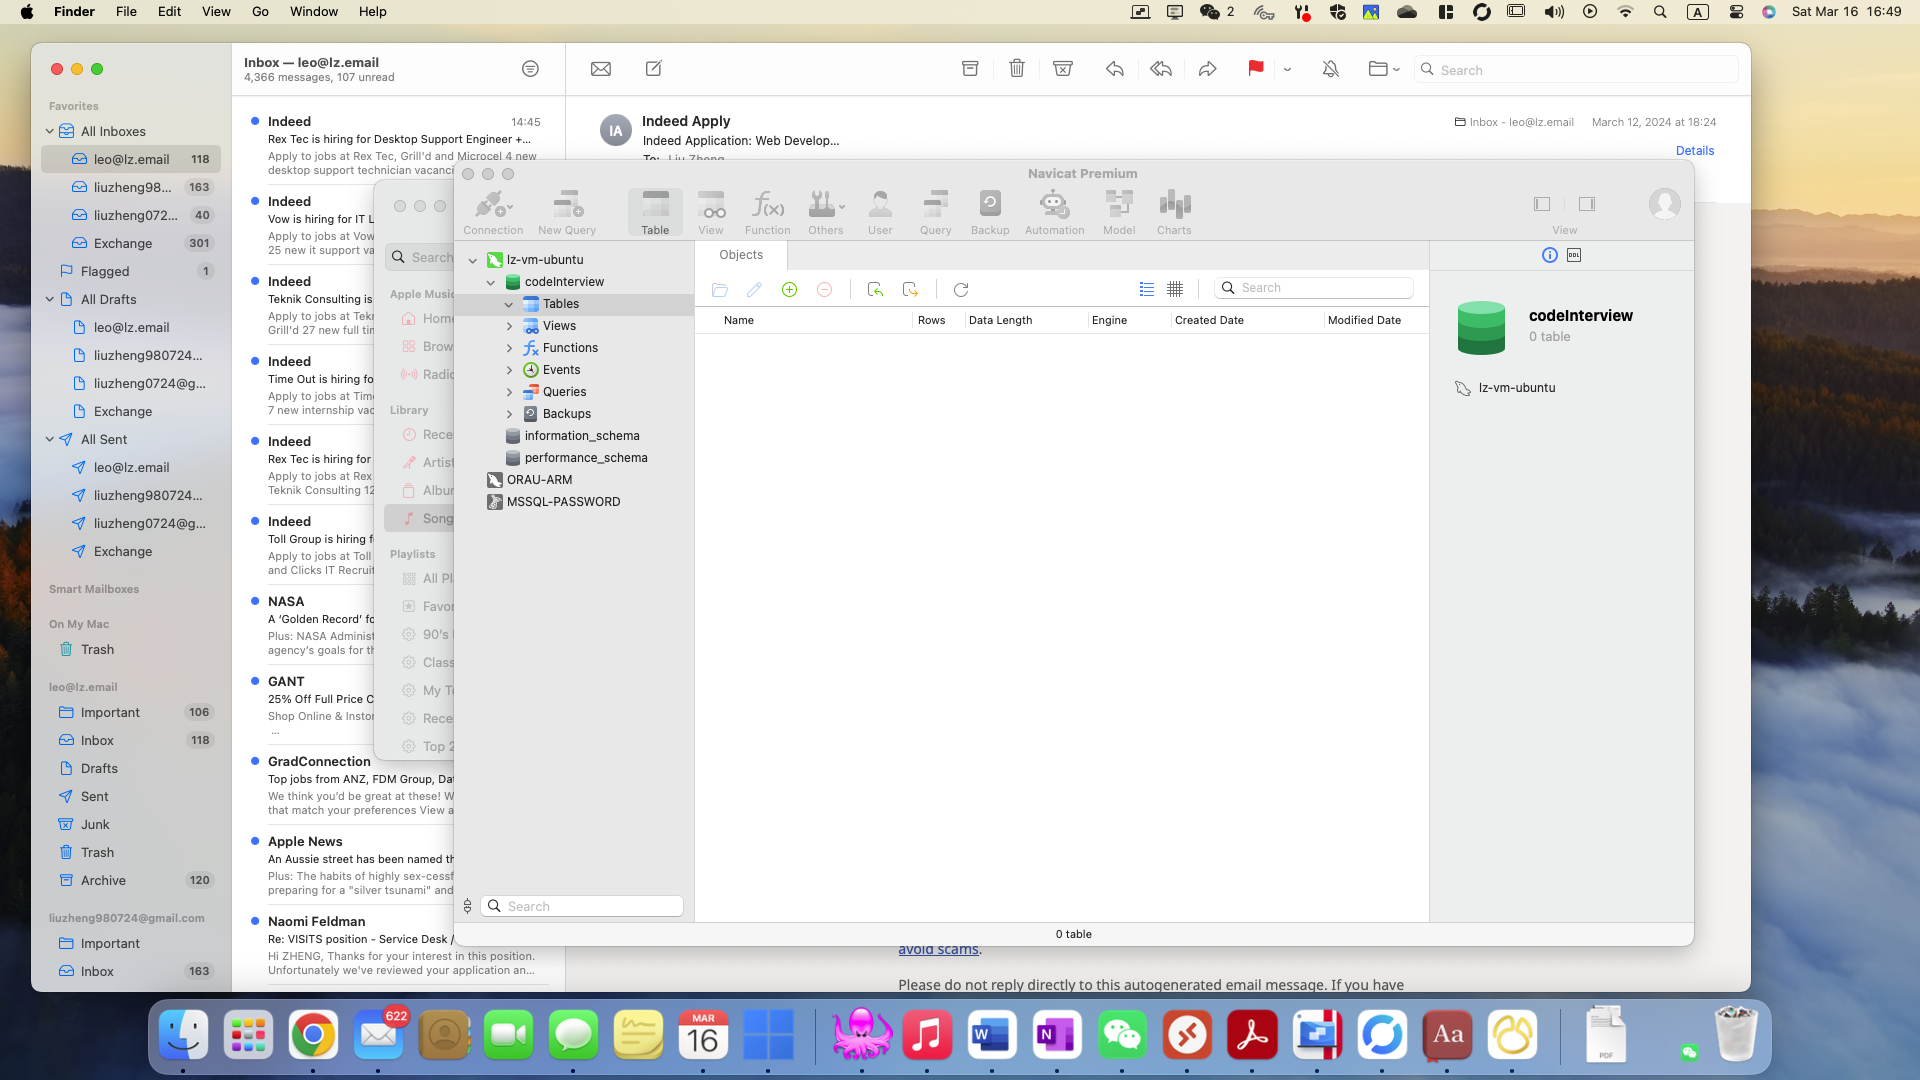 Finder File Edit View Go Window Help 2 A Sat Mar 16 16:49
Favorites
All Inboxes
leo@lz.email 118
liuzheng98... 163
liuzheng072... 40
Exchange 301
Flagged 1
All Drafts
leo@lz.email
liuzheng980724...
liuzheng0724@g...
Exchange
All Sent
leo@lz.email
liuzheng980724...
liuzheng0724@g...
Exchange
Smart Mailboxes
On My Mac
Trash
leo@lz.email
Important 106
Inbox 118
Drafts
Sent
Junk
Trash
Archive 120
liuzheng980724@gmail.com
Important
Inbox 163
Inbox — leo@lz.email
4,366 messages, 107 unread
Indeed 14:45
Rex Tec is hiring for Desktop Support Engineer +...
Apply to jobs at Rex Tec, Grill'd and Microcel 4 new
desktop support technician vacanci
Indeed
Vow is hiring for IT L
Apply to jobs at Vow
25 new it support va
Indeed
Teknik Consulting is
Apply to jobs at Tekn
Grill'd 27 new full tim
Indeed
Time Out is hiring fo
Apply to jobs at Time
7 new internship vac
Indeed
Rex Tec is hiring for
Apply to jobs at Rex
Teknik Consulting 12
Indeed
Toll Group is hiring f
Apply to jobs at Toll
and Clicks IT Recruit
NASA
A ‘Golden Record’ fo
Plus: NASA Administ
agency’s goals for th
GANT
25% Off Full Price C
Shop Online & Instor
...
GradConnection
Top jobs from ANZ, FDM Group, Dat
We think you’d be great at these! W
that match your preferences View a
Apple News
An Aussie street has been named th
Plus: The habits of highly sex-cessf
preparing for a "silver tsunami" and
Naomi Feldman
Re: VISITS position - Service Desk /
Hi ZHENG, Thanks for your interest in this position.
Unfortunately we've reviewed your application an...
Search
IA
Indeed Apply
Indeed Application: Web Develop...
To: Liu Zheng
Inbox - leo@lz.email March 12, 2024 at 18:24
Details
Search
Apple Music
Home
Brow
Radio
Library
Rece
Artist
Album
Song
Playlists
All Pl
Favor
90's
Class
My To
Rece
Top 2
Navicat Premium
Connection New Query Table View Function Others User Query Backup Automation Model Charts View
f(x)
lz-vm-ubuntu
codeInterview
Tables
Views
Functions
Events
Queries
Backups
information_schema
performance_schema
ORAU-ARM
MSSQL-PASSWORD
Search
Objects
Search
Name Rows Data Length Engine Created Date Modified Date
DDL
codeInterview
0 table
lz-vm-ubuntu
0 table
avoid scams.
Please do not reply directly to this autogenerated email message. If you have
622
MAR
16
W
N
Aa
PDF